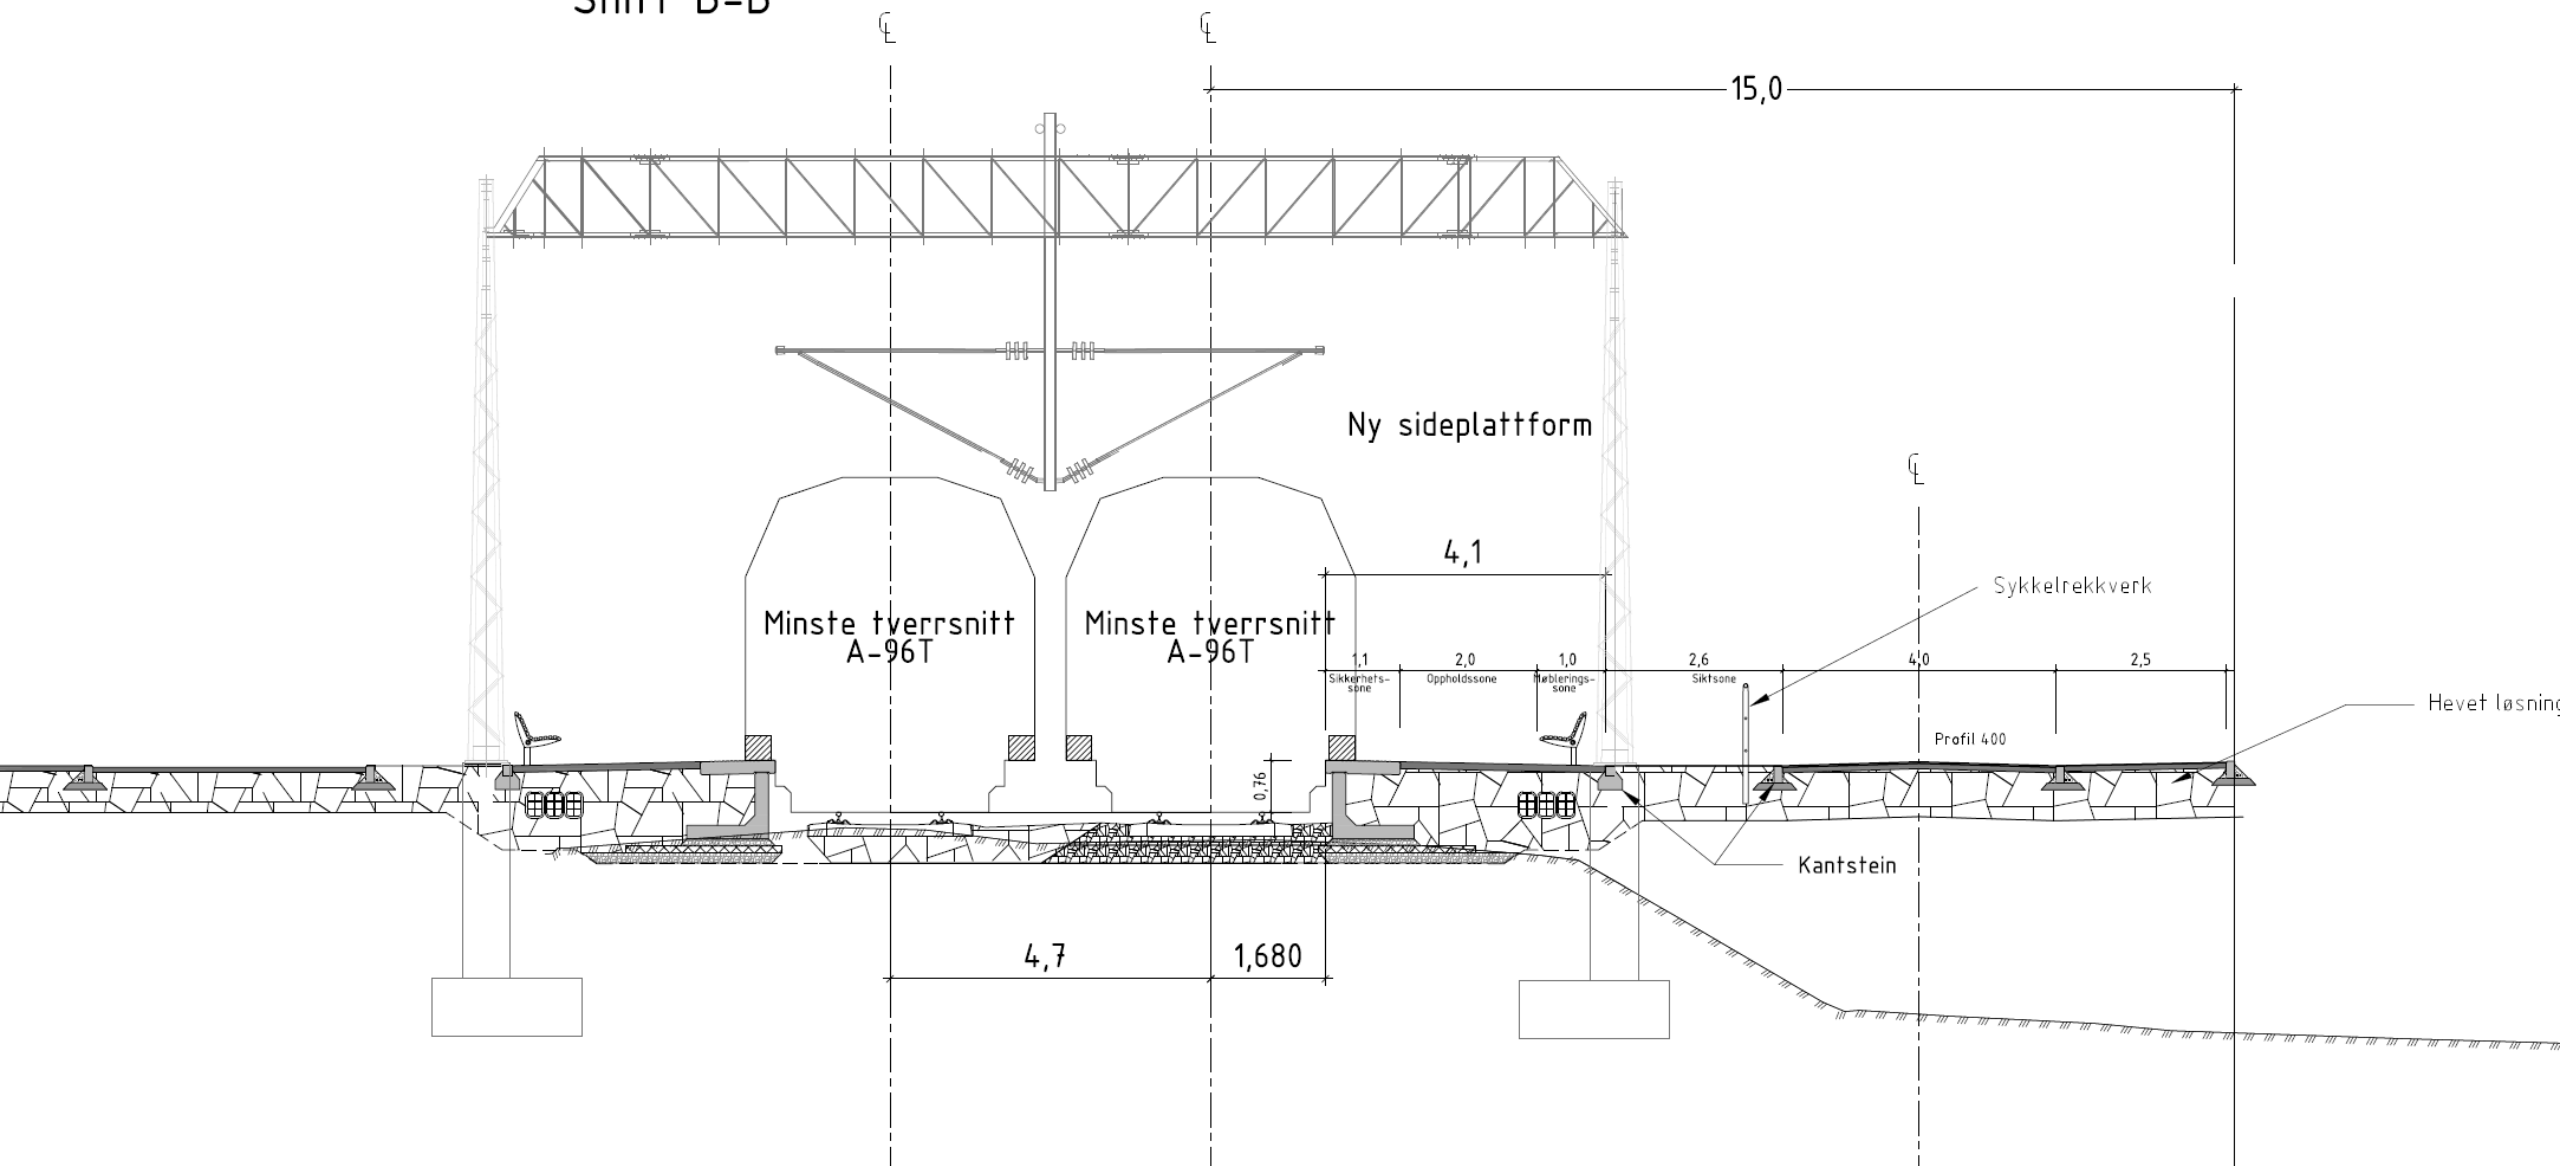 Snitt B-B
15,0
Ny sideplattform
4,1
Sykkelrekkverk
Minste tverrsnitt
A-96T
Minste tverrsnitt
A-96T
1,1
2,0
1,0
2,6
4,0
2,5
Sikkerhets-
sone
Oppholdssone
Møblerings-
sone
Siktsone
Hevet løsning
Profil 400
0,76
Kantstein
4,7
1,680